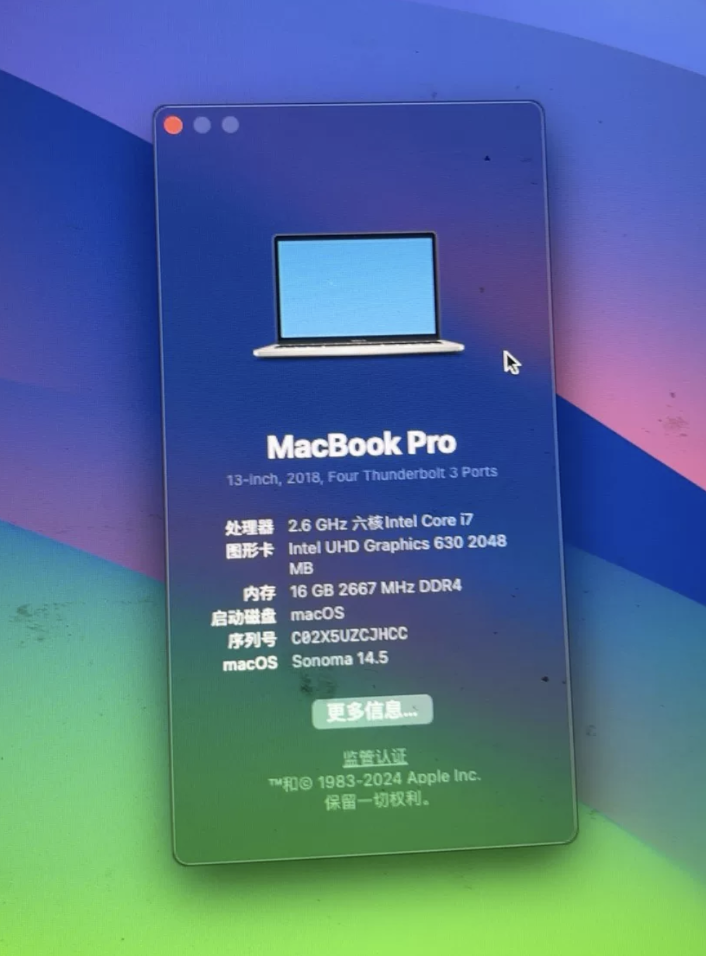 MacBook Pro
13-inch, 2018, Four Thunderbolt 3 Ports
处理器 2.6 GHz 六核Intel Core i7
图形卡 Intel UHD Graphics 630 2048
MB
内存 16 GB 2667 MHz DDR4
启动磁盘 macOS
序列号 C02X5UZCJHCC
macOS Sonoma 14.5
更多信息...
监管认证
™和© 1983-2024 Apple Inc.
保留一切权利。